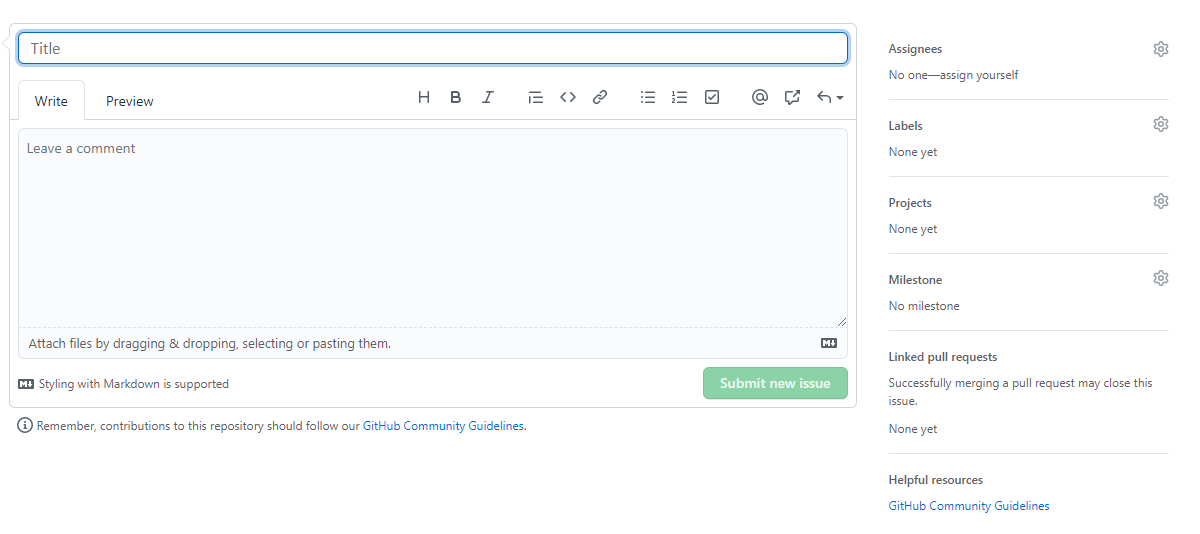 Title
Write
Preview
Leave a comment
Attach files by dragging & dropping, selecting or pasting them.
Styling with Markdown is supported
Submit new issue
Remember, contributions to this repository should follow our GitHub Community Guidelines.
Assignees
No one—assign yourself
Labels
None yet
Projects
None yet
Milestone
No milestone
Linked pull requests
Successfully merging a pull request may close this
issue.
None yet
Helpful resources
GitHub Community Guidelines